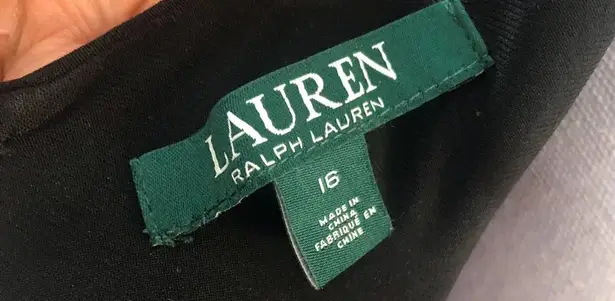 LAUREN
RALPH LAUREN
16
MADE IN
CHINA
FABRIQUÉ EN
CHINE